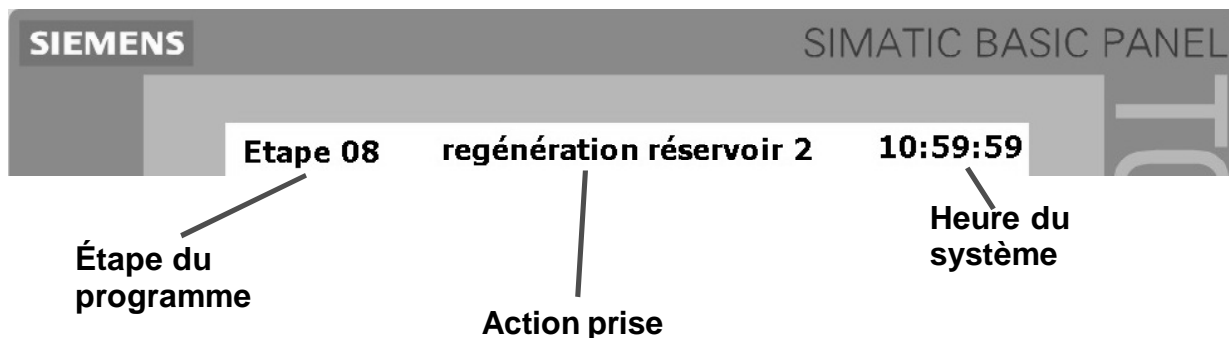 SIEMENS
SIMATIC BASIC PANEL
TO
Etape 08 regénération réservoir 2 10:59:59
Étape du
programme
Heure du
système
Action prise